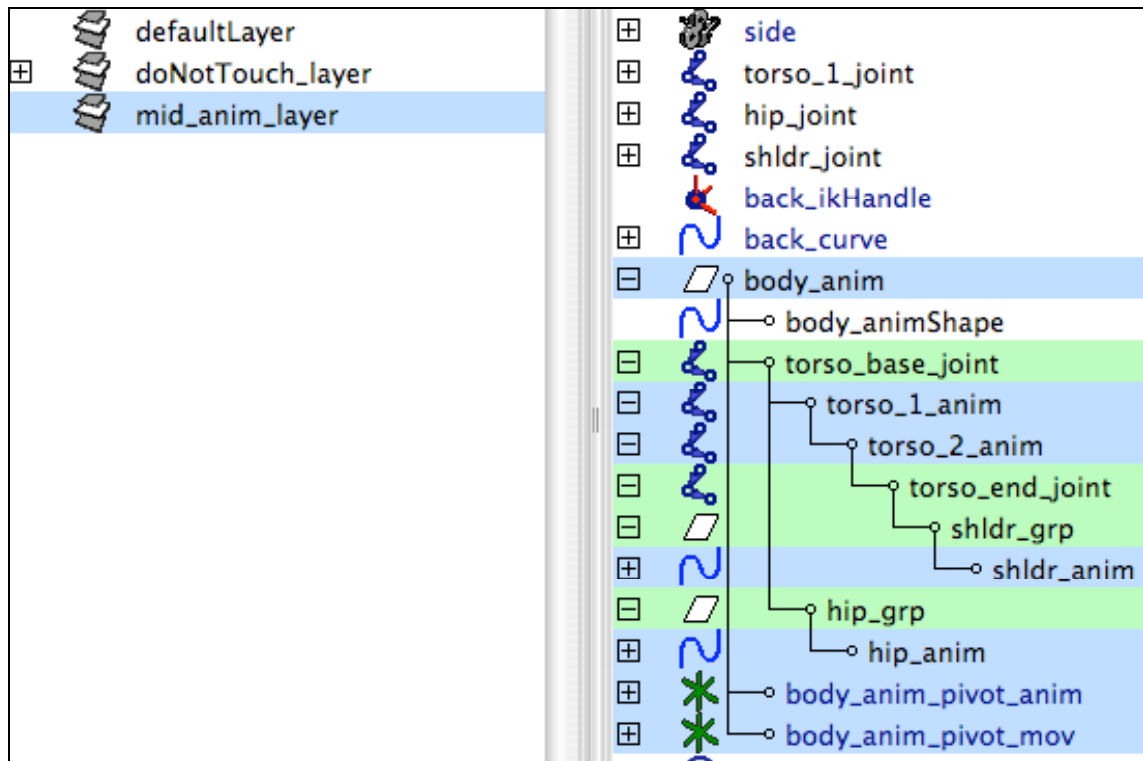 defaultLayer
doNotTouch_layer
mid_anim_layer
side
torso_1_joint
hip_joint
shldr_joint
back_ikHandle
back_curve
body_anim
body_animShape
torso_base_joint
torso_1_anim
torso_2_anim
torso_end_joint
shldr_grp
shldr_anim
hip_grp
hip_anim
body_anim_pivot_anim
body_anim_pivot_mov